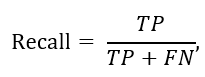 Recall = TP / TP + FN,